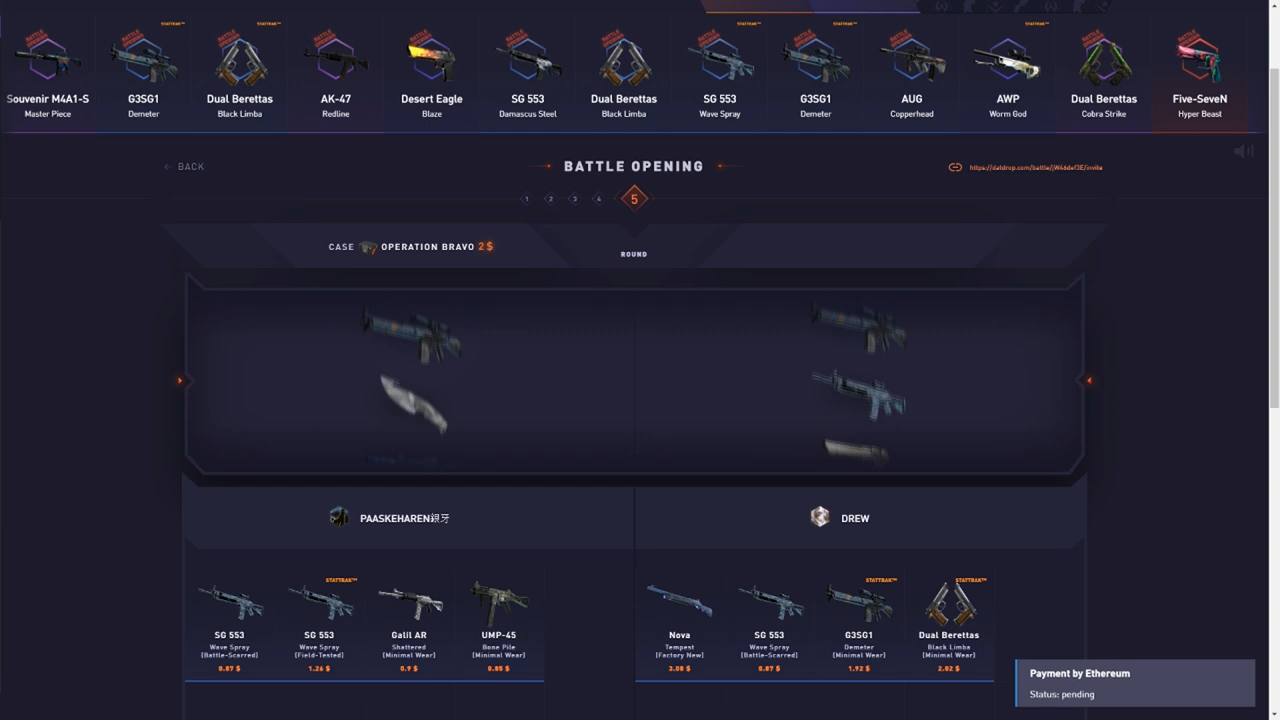 STATTRAK™ STATTRAK™ STATTRAK™ STATTRAK™ STATTRAK™
Souvenir M4A1-S G3SG1 Dual Berettas AK-47 Desert Eagle SG 553 Dual Berettas SG 553 G3SG1 AUG AWP Dual Berettas Five-SeveN
Master Piece Demeter Black Limba Redline Blaze Damascus Steel Black Limba Wave Spray Demeter Copperhead Worm God Cobra Strike Hyper Beast
← BACK
BATTLE OPENING
1 2 3 4 5
CASE OPERATION BRAVO 2$
ROUND
PAASKEHAREN銀牙
DREW
STATTRAK™ STATTRAK™ STATTRAK™
SG 553 SG 553 Galil AR UMP-45 Nova SG 553 G3SG1 Dual Berettas
Wave Spray Wave Spray Shattered Bone Pile Tempest Wave Spray Demeter Black Limba
(Battle-Scarred) (Field-Tested) (Minimal Wear) (Minimal Wear) (Factory New) (Battle-Scarred) (Minimal Wear) (Minimal Wear)
0.87 $ 1.26 $ 0.9 $ 0.85 $ 3.08 $ 0.87 $ 1.92 $ 2.02 $
Payment by Ethereum
Status: pending